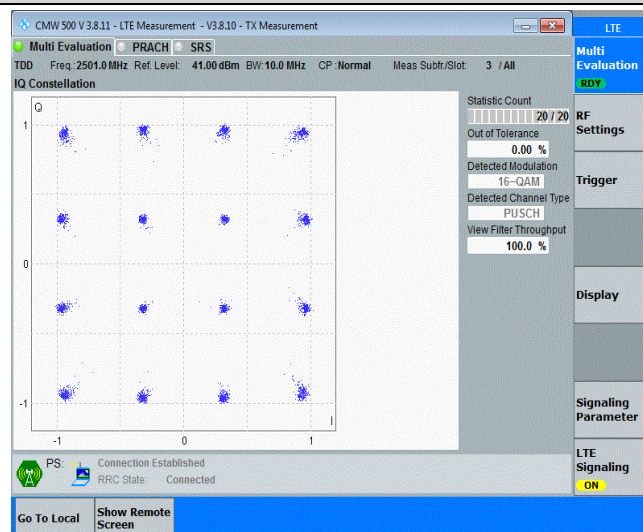 CMW 500 V 3.8.11 - LTE Measurement - V3.8.10 - TX Measurement
LTE
Multi Evaluation PRACH SRS
Multi
Evaluation
RDY
TDD Freq.:2501.0 MHz Ref. Level: 41.00 dBm BW:10.0 MHz CP :Normal Meas Subfr./Slot: 3 / All
IQ Constellation
Q
1
0
-1
-1
0
1
I
Statistic Count
20 / 20
Out of Tolerance
0.00 %
Detected Modulation
16-QAM
Detected Channel Type
PUSCH
View Filter Throughput
100.0 %
RF
Settings
Trigger
Display
Signaling
Parameter
LTE
Signaling
ON
PS:
Connection Established
RRC State: Connected
Go To Local
Show Remote
Screen